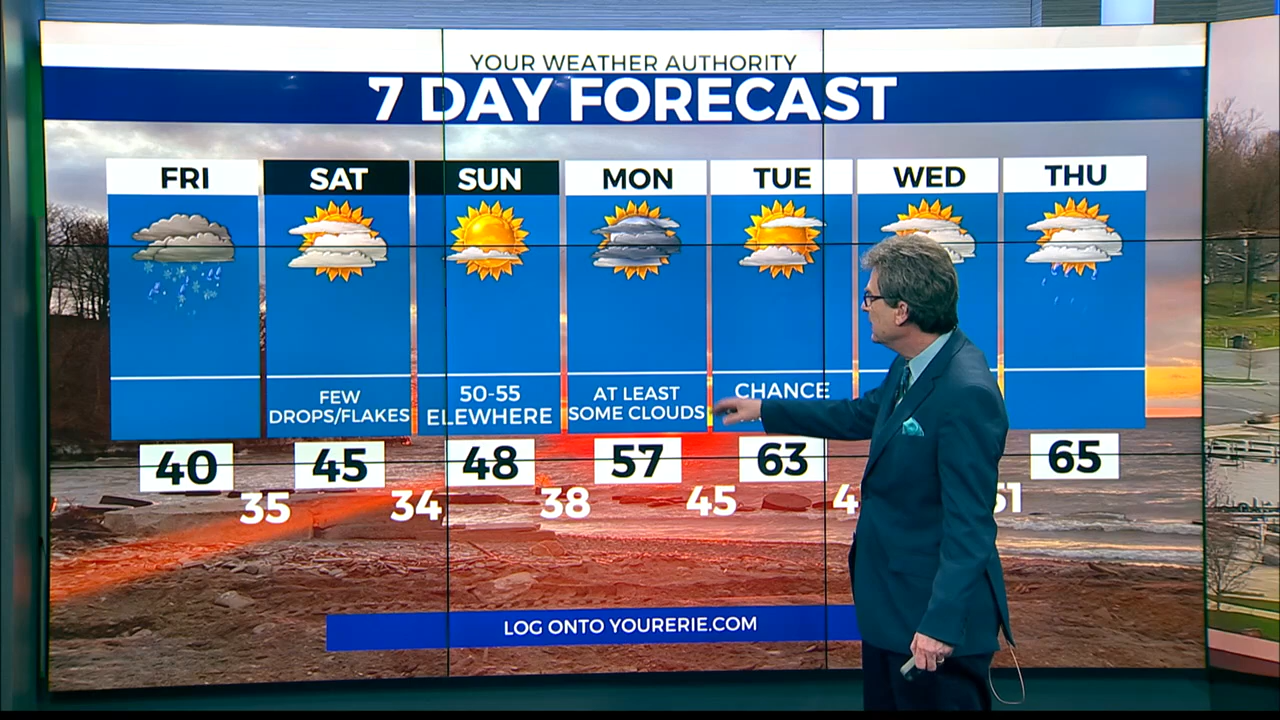 YOUR WEATHER AUTHORITY
7 DAY FORECAST
FRI SAT SUN MON TUE WED THU
FEW
DROPS/FLAKES
50-55
ELEWHERE
AT LEAST
SOME CLOUDS
CHANCE
40 45 48 57 63 65
35 34 38 45
LOG ONTO YOURERIE.COM